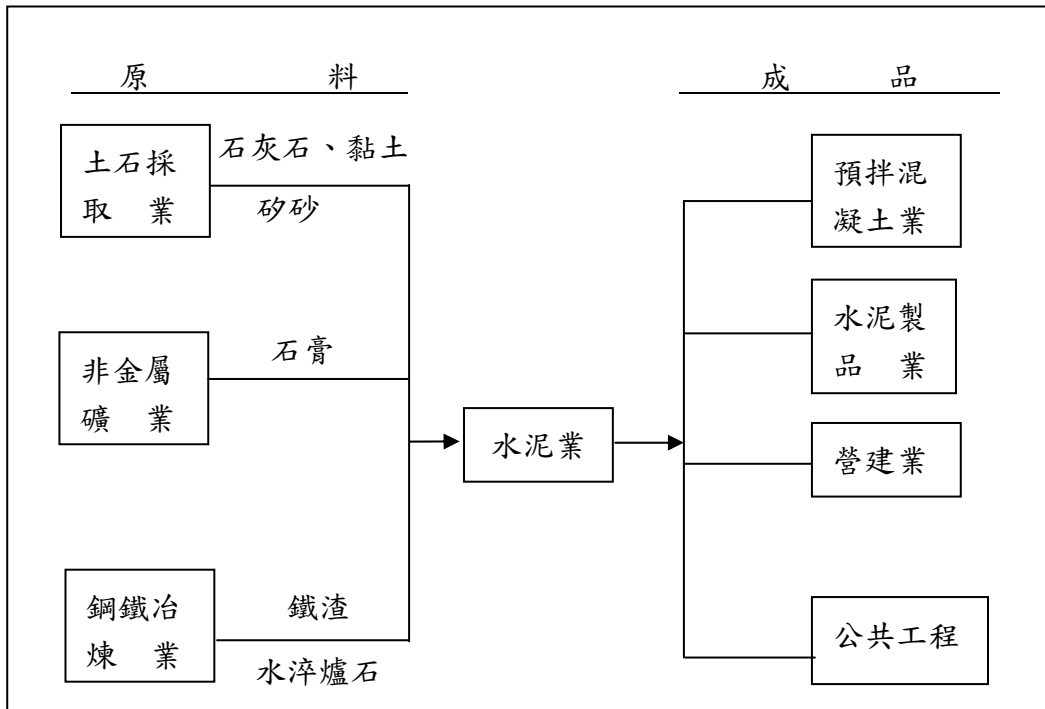 原 料
成 品
土石採
取 業
石灰石、黏土
矽砂
非金屬
礦 業
石膏
鋼鐵冶
煉 業
鐵渣
水淬爐石
水泥業
預拌混
凝土業
水泥製
品 業
營建業
公共工程